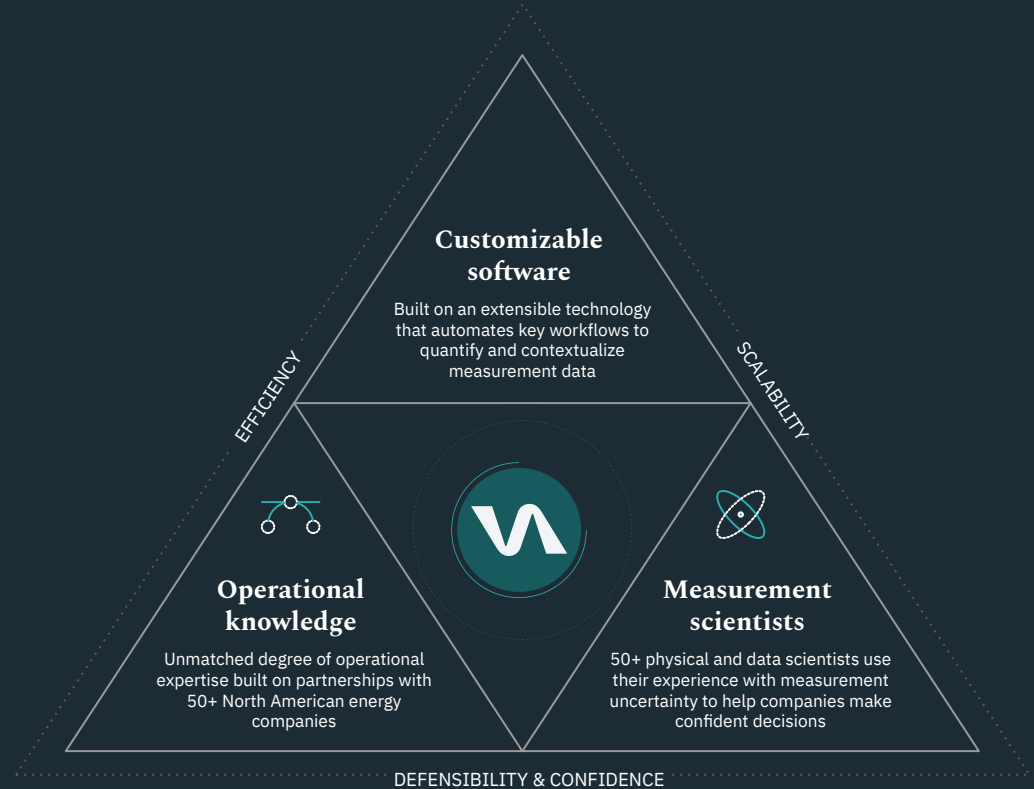 Customizable
software
Built on an extensible technology
that automates key workflows to
quantify and contextualize
measurement data
EFFICIENCY
SCALABILITY
Operational
knowledge
Unmatched degree of operational
expertise built on partnerships with
50+ North American energy
companies
Measurement
scientists
50+ physical and data scientists use
their experience with measurement
uncertainty to help companies make
confident decisions
DEFENSIBILITY & CONFIDENCE